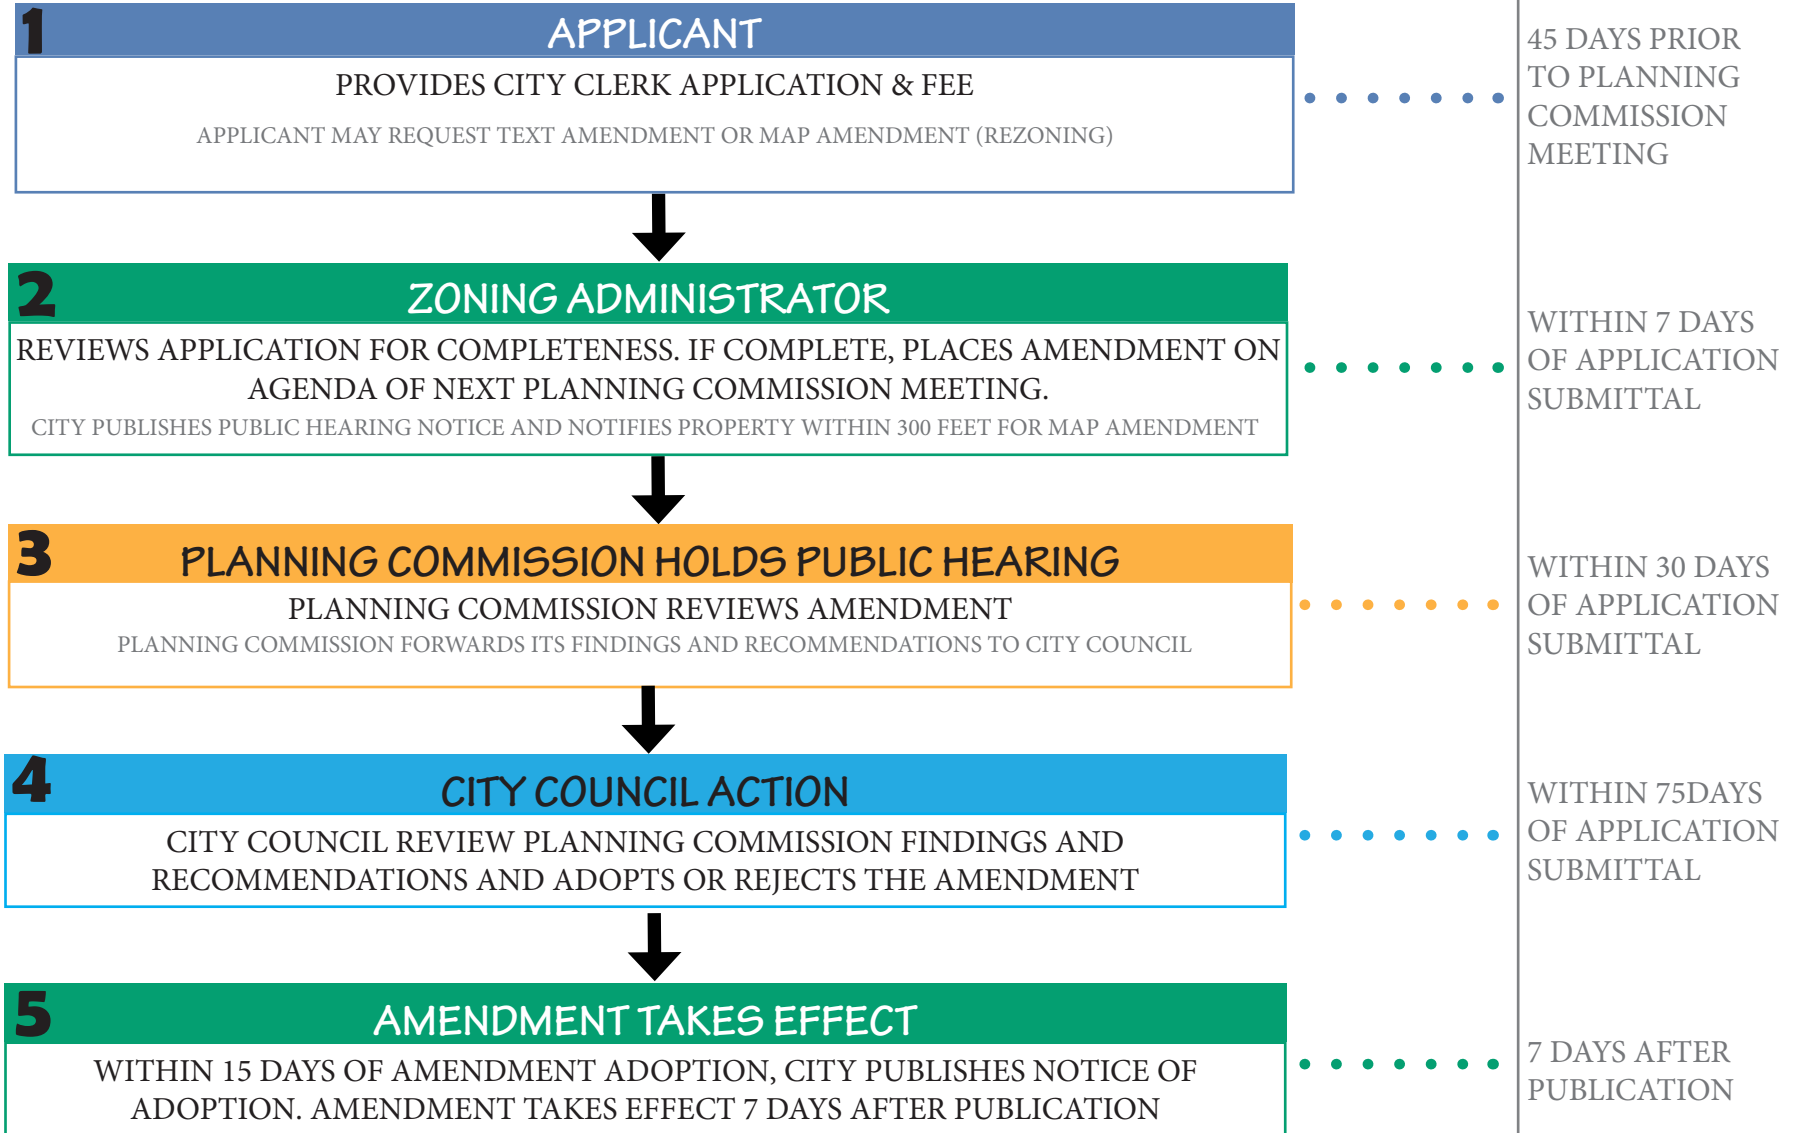 1
APPLICANT
PROVIDES CITY CLERK APPLICATION & FEE
APPLICANT MAY REQUEST TEXT AMENDMENT OR MAP AMENDMENT (REZONING)
45 DAYS PRIOR
TO PLANNING
COMMISSION
MEETING
2
ZONING ADMINISTRATOR
REVIEWS APPLICATION FOR COMPLETENESS. IF COMPLETE, PLACES AMENDMENT ON
AGENDA OF NEXT PLANNING COMMISSION MEETING.
CITY PUBLISHES PUBLIC HEARING NOTICE AND NOTIFIES PROPERTY WITHIN 300 FEET FOR MAP AMENDMENT
WITHIN 7 DAYS
OF APPLICATION
SUBMITTAL
3
PLANNING COMMISSION HOLDS PUBLIC HEARING
PLANNING COMMISSION REVIEWS AMENDMENT
PLANNING COMMISSION FORWARDS ITS FINDINGS AND RECOMMENDATIONS TO CITY COUNCIL
WITHIN 30 DAYS
OF APPLICATION
SUBMITTAL
4
CITY COUNCIL ACTION
CITY COUNCIL REVIEW PLANNING COMMISSION FINDINGS AND
RECOMMENDATIONS AND ADOPTS OR REJECTS THE AMENDMENT
WITHIN 75DAYS
OF APPLICATION
SUBMITTAL
5
AMENDMENT TAKES EFFECT
WITHIN 15 DAYS OF AMENDMENT ADOPTION, CITY PUBLISHES NOTICE OF
ADOPTION. AMENDMENT TAKES EFFECT 7 DAYS AFTER PUBLICATION
7 DAYS AFTER
PUBLICATION